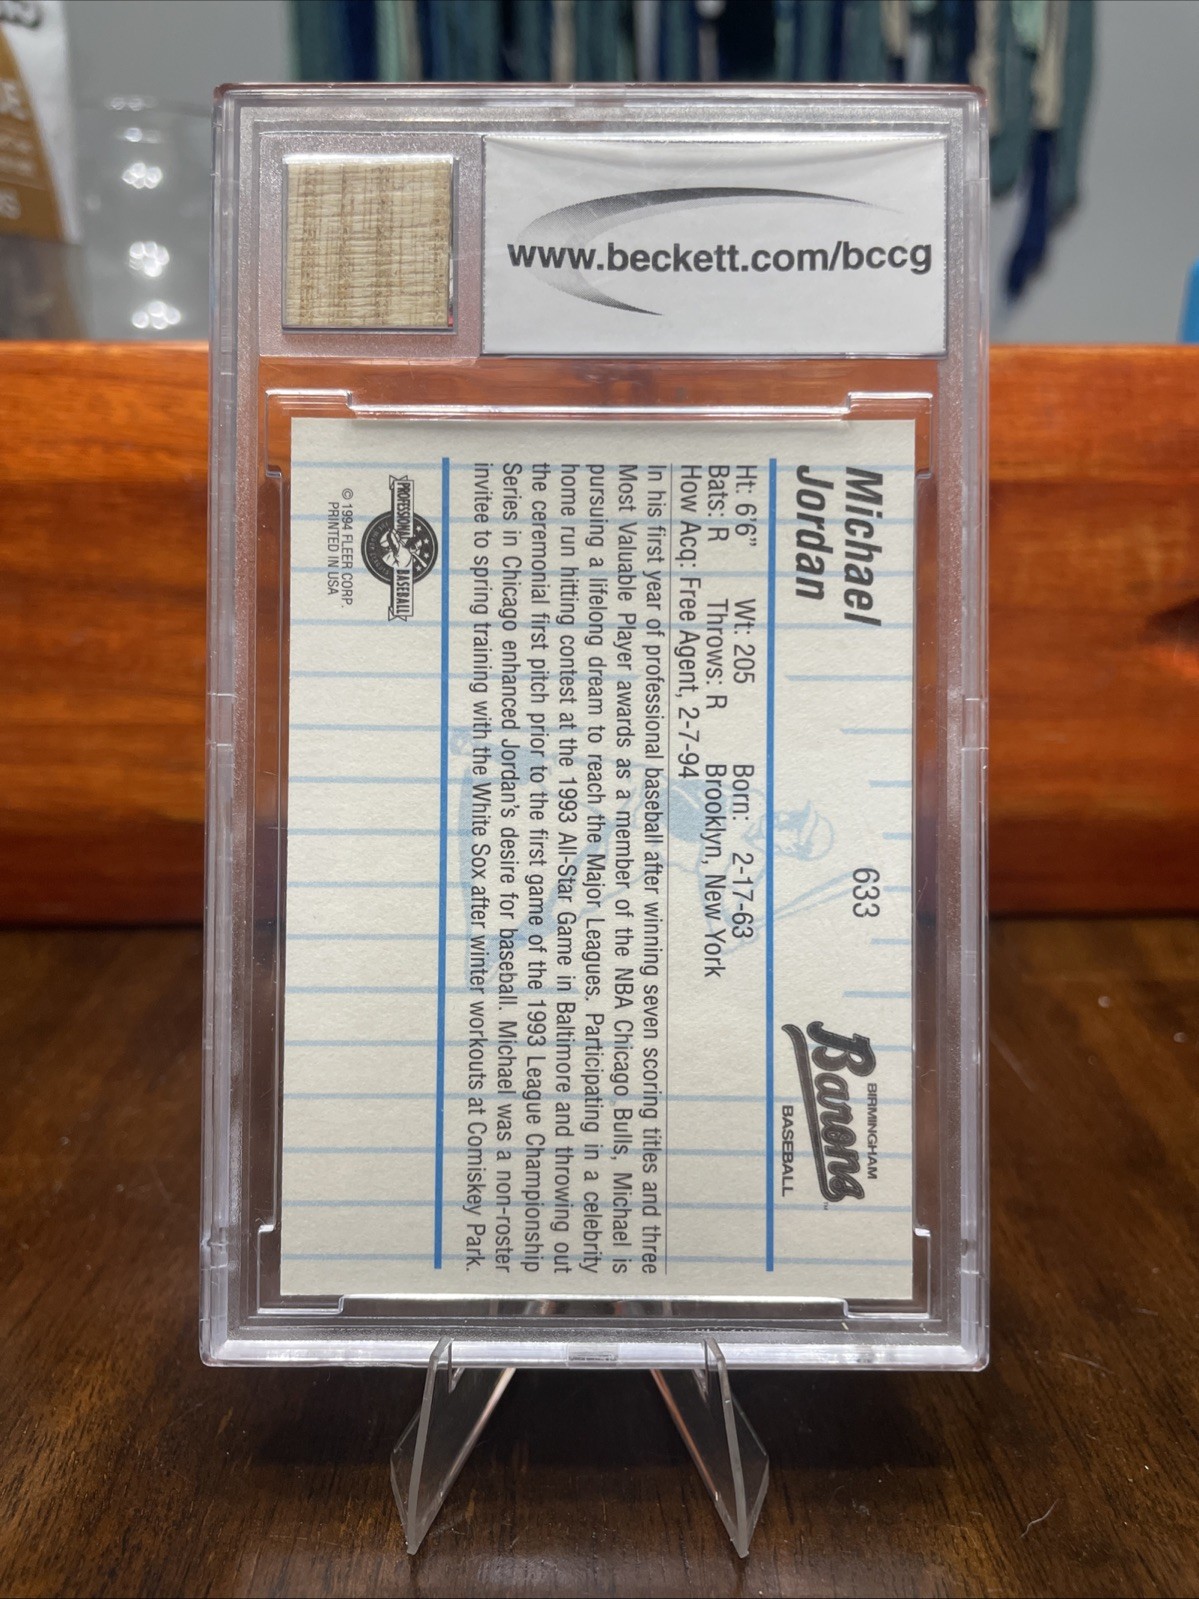 www.beckett.com/bccg
Michael
Jordan
633
BIRMINGHAM
Barons
BASEBALL
Ht: 6'6" Wt: 205 Born: 2-17-63
Bats: R Throws: R Brooklyn, New York
How Acq: Free Agent, 2-7-94
In his first year of professional baseball after winning seven scoring titles and three
Most Valuable Player awards as a member of the NBA Chicago Bulls, Michael is
pursuing a lifelong dream to reach the Major Leagues. Participating in a celebrity
home run hitting contest at the 1993 All-Star Game in Baltimore and throwing out
the ceremonial first pitch prior to the first game of the 1993 League Championship
Series in Chicago enhanced Jordan's desire for baseball. Michael was a non-roster
invitee to spring training with the White Sox after winter workouts at Comiskey Park.
PROFESSIONAL BASEBALL
© 1994 FLEER CORP.
PRINTED IN USA